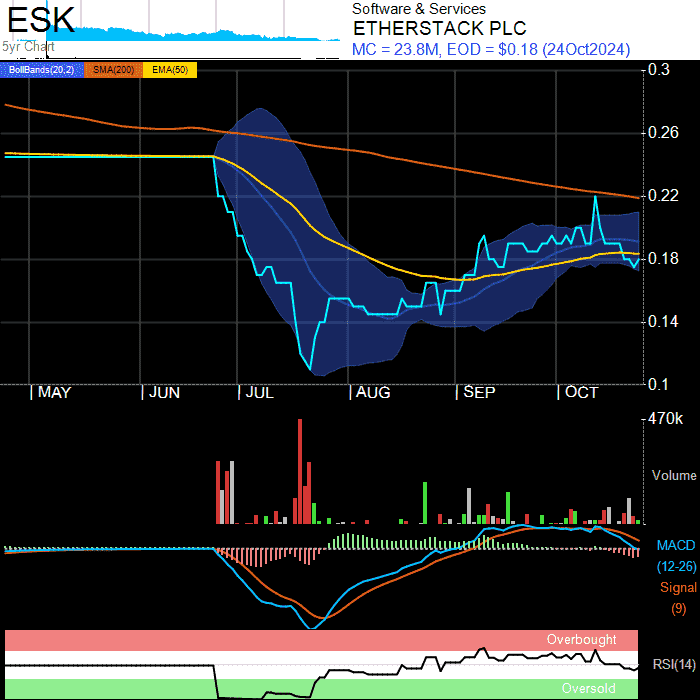 ESK
5yr Chart
Software & Services
ETHERSTACK PLC
MC = 23.8M, EOD = $0.18 (24Oct2024)
BollBands(20,2) SMA(200) EMA(50)
0.3
0.26
0.22
0.18
0.14
0.1
MAY JUN JUL AUG SEP OCT
470k
Volume
MACD
(12-26)
Signal
(9)
Overbought
RSI(14)
Oversold